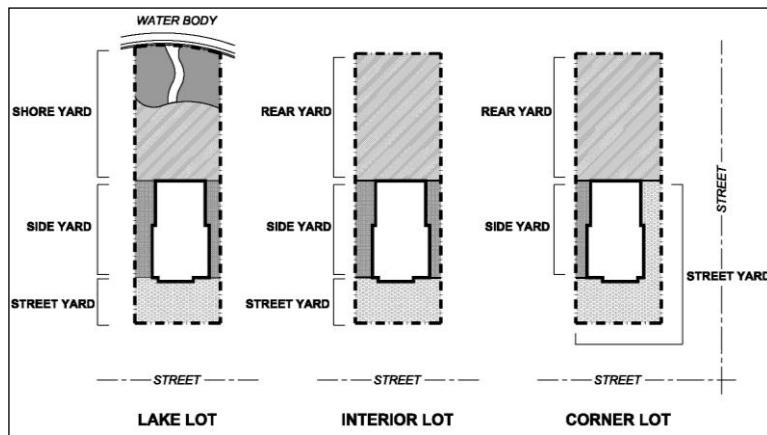 WATER BODY
SHORE YARD
SIDE YARD
STREET YARD
STREET
LAKE LOT
REAR YARD
SIDE YARD
STREET YARD
STREET
INTERIOR LOT
REAR YARD
SIDE YARD
STREET YARD
STREET
STREET
CORNER LOT